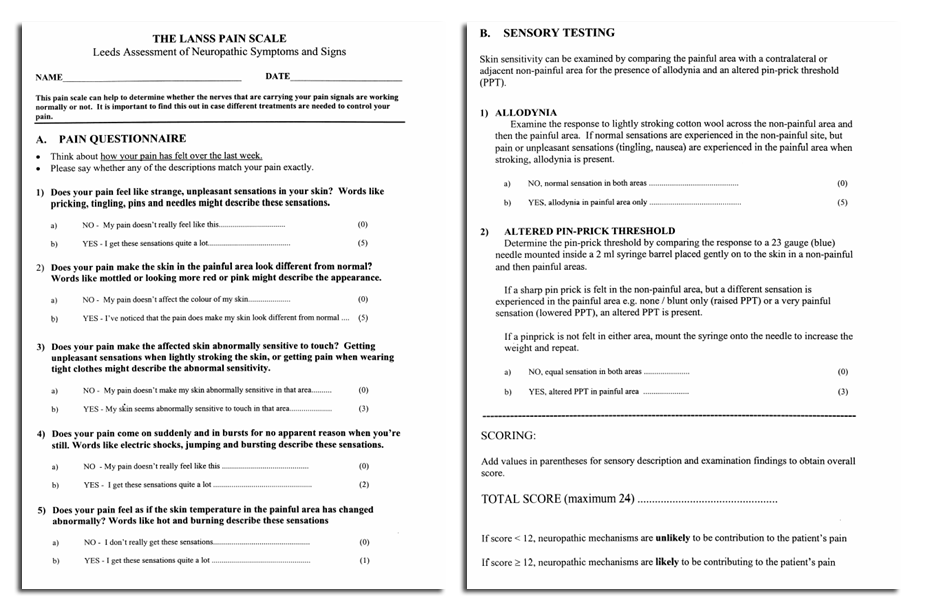 THE LANSS PAIN SCALE
Leeds Assessment of Neuropathic Symptoms and Signs
NAME______________________ DATE______________________
This pain scale can help to determine whether the nerves that are carrying your pain signals are working
normally or not. It is important to find this out in case different treatments are needed to control your
pain.
A. PAIN QUESTIONNAIRE
• Think about how your pain has felt over the last week.
• Please say whether any of the descriptions match your pain exactly.
1) Does your pain feel like strange, unpleasant sensations in your skin? Words like
pricking, tingling, pins and needles might describe these sensations.
a) NO - My pain doesn't really feel like this............................ (0)
b) YES - I get these sensations quite a lot.................................. (5)
2) Does your pain make the skin in the painful area look different from normal?
Words like mottled or looking more red or pink might describe the appearance.
a) NO - My pain doesn't affect the colour of my skin................. (0)
b) YES - I've noticed that the pain does make my skin look different from normal .... (5)
3) Does your pain make the affected skin abnormally sensitive to touch? Getting
unpleasant sensations when lightly stroking the skin, or getting pain when wearing
tight clothes might describe the abnormal sensitivity.
a) NO - My pain doesn't make my skin abnormally sensitive in that area.......... (0)
b) YES - My skin seems abnormally sensitive to touch in that area..................... (3)
4) Does your pain come on suddenly and in bursts for no apparent reason when you're
still. Words like electric shocks, jumping and bursting describe these sensations.
a) NO - My pain doesn't really feel like this ................................... (0)
b) YES - I get these sensations quite a lot ........................................ (2)
5) Does your pain feel as if the skin temperature in the painful area has changed
abnormally? Words like hot and burning describe these sensations
a) NO - I don't really get these sensations....................................... (0)
b) YES - I get these sensations quite a lot ........................................ (1)
B. SENSORY TESTING
Skin sensitivity can be examined by comparing the painful area with a contralateral or
adjacent non-painful area for the presence of allodynia and an altered pin-prick threshold
(PPT).
1) ALLODYNIA
Examine the response to lightly stroking cotton wool across the non-painful area and
then the painful area. If normal sensations are experienced in the non-painful site, but
pain or unpleasant sensations (tingling, nausea) are experienced in the painful area when
stroking, allodynia is present.
a) NO, normal sensation in both areas .................................... (0)
b) YES, allodynia in painful area only ..................................... (5)
2) ALTERED PIN-PRICK THRESHOLD
Determine the pin-prick threshold by comparing the response to a 23 gauge (blue)
needle mounted inside a 2 ml syringe barrel placed gently on to the skin in a non-painful
and then painful areas.
If a sharp pin prick is felt in the non-painful area, but a different sensation is
experienced in the painful area e.g. none / blunt only (raised PPT) or a very painful
sensation (lowered PPT), an altered PPT is present.
If a pinprick is not felt in either area, mount the syringe onto the needle to increase the
weight and repeat.
a) NO, equal sensation in both areas .................. (0)
b) YES, altered PPT in painful area .................. (3)
SCORING:
Add values in parentheses for sensory description and examination findings to obtain overall
score.
TOTAL SCORE (maximum 24) .......................................
If score < 12, neuropathic mechanisms are unlikely to be contribution to the patient's pain
If score ≥ 12, neuropathic mechanisms are likely to be contributing to the patient's pain